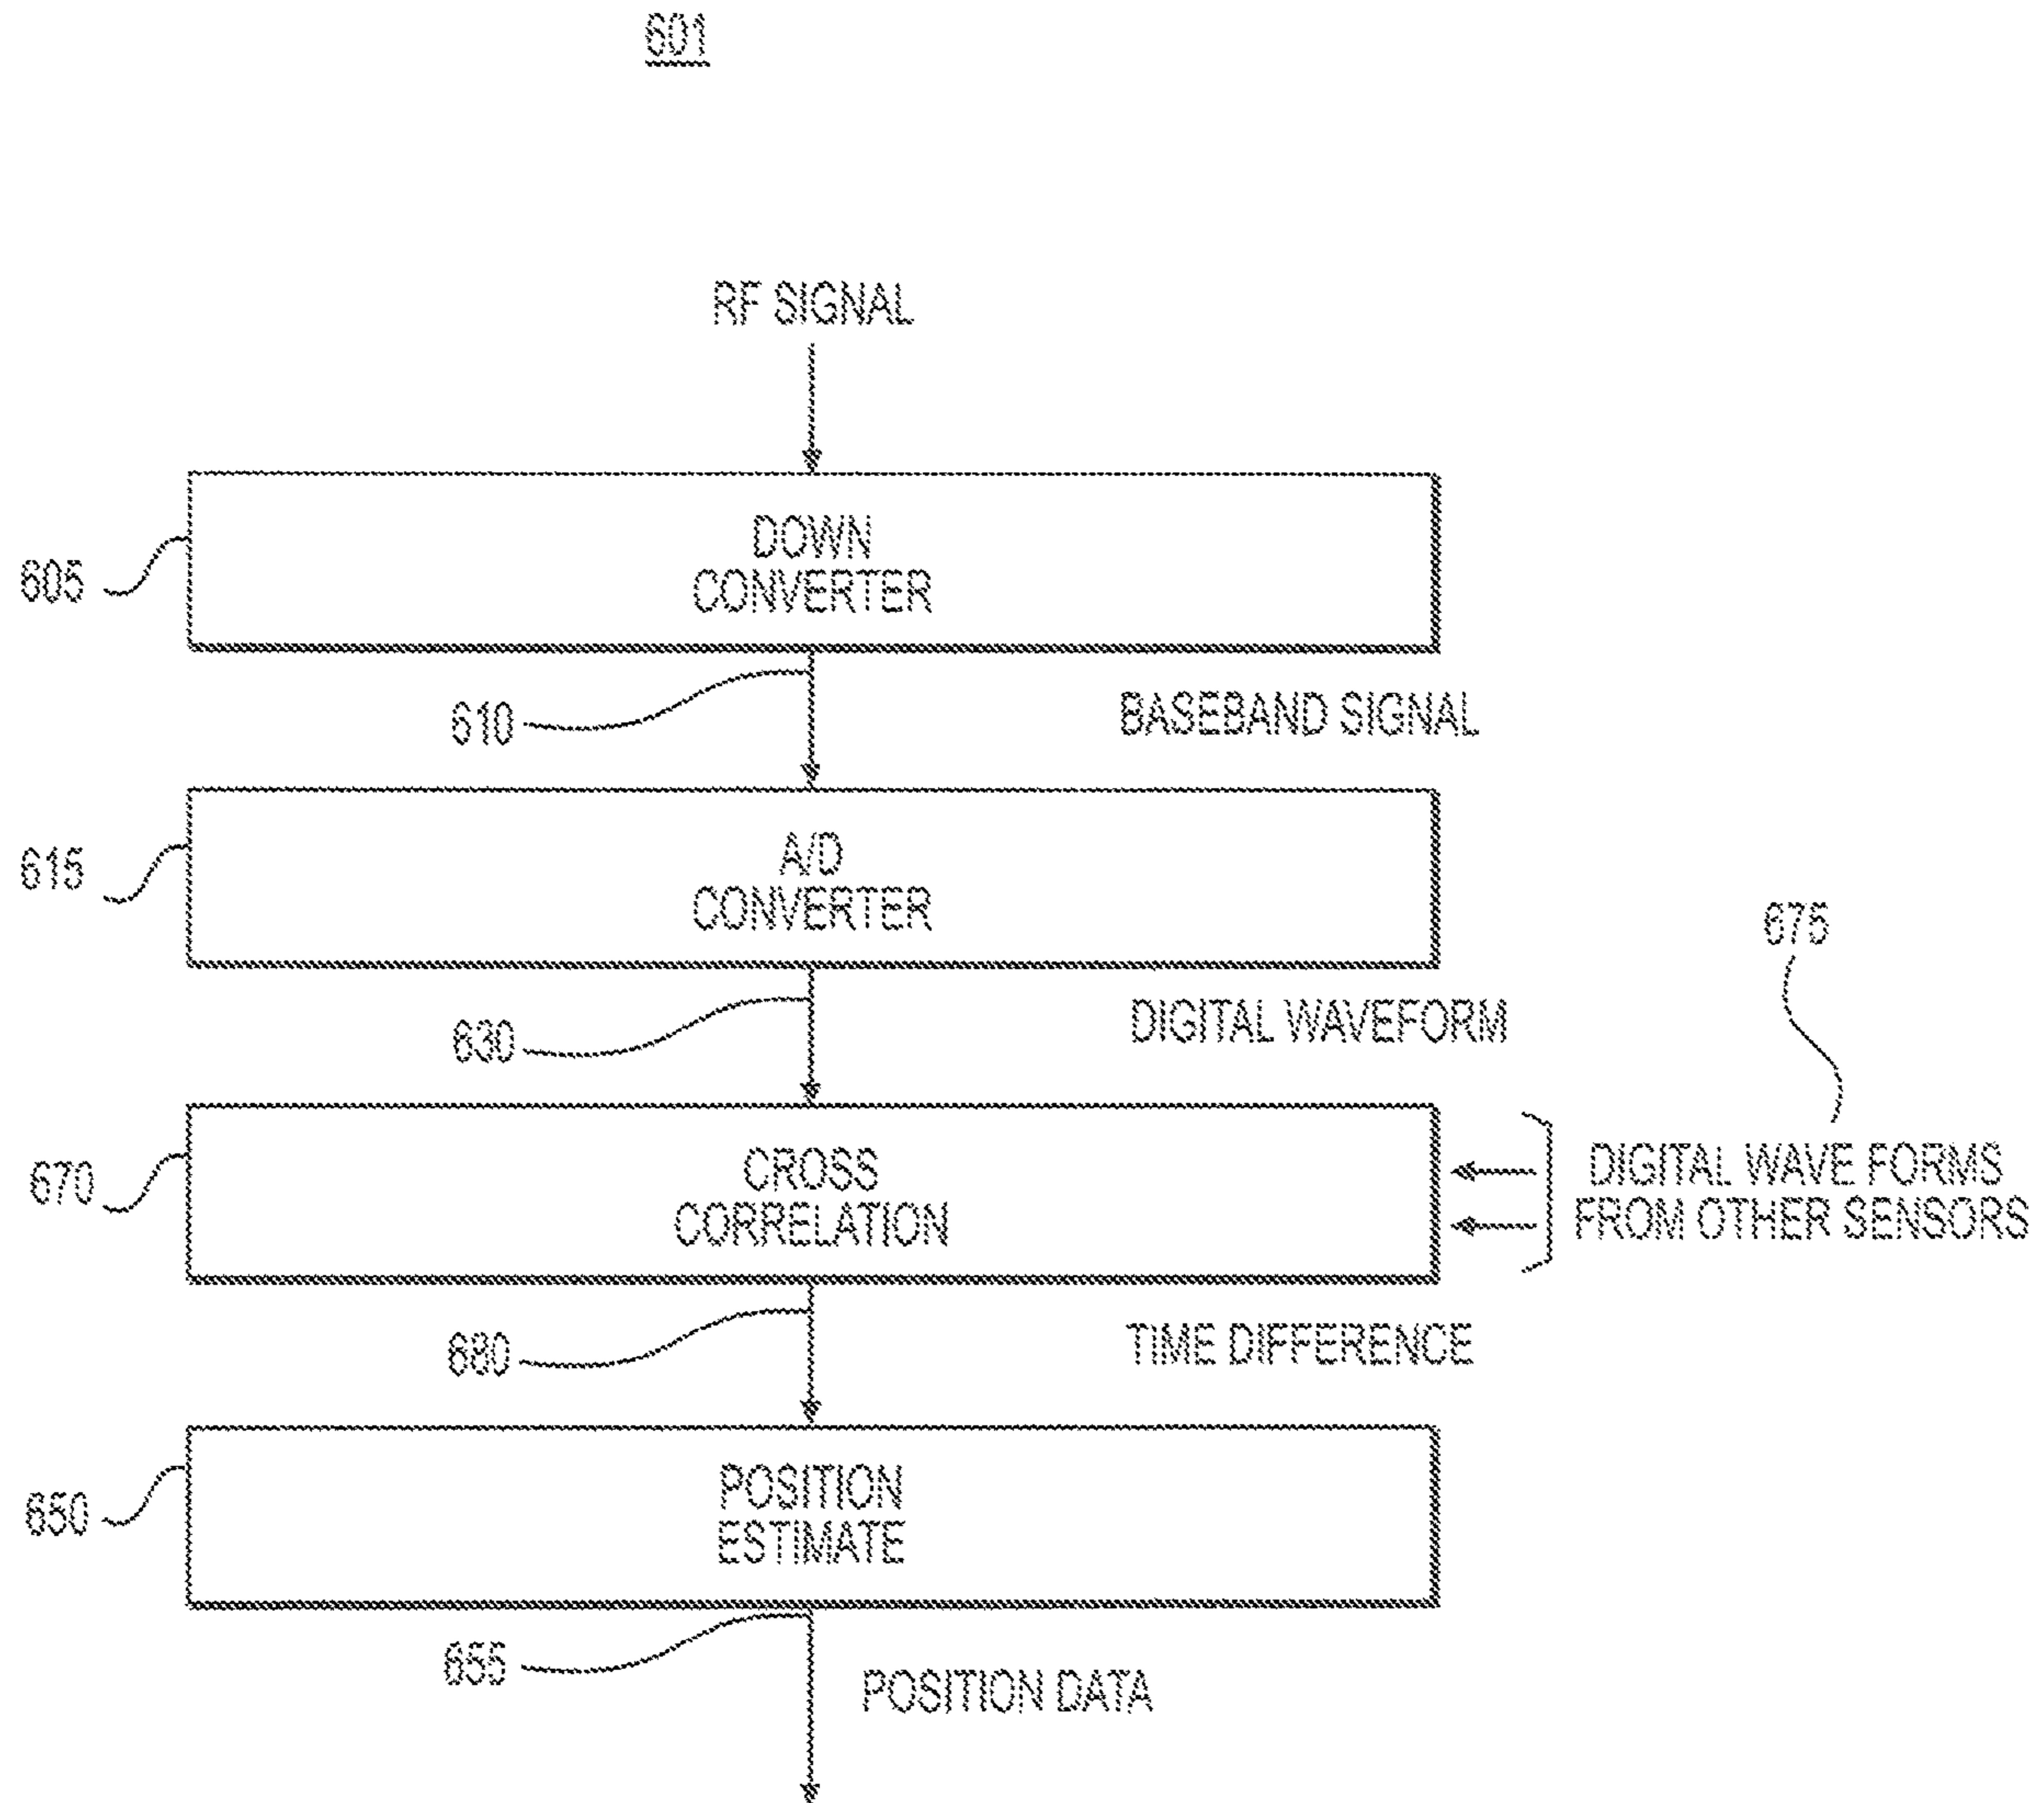 601
RF SIGNAL
DOWN
CONVERTER
605
610
BASEBAND SIGNAL
A/D
CONVERTER
615
675
630
DIGITAL WAVEFORM
CROSS
CORRELATION
670
DIGITAL WAVE FORMS
FROM OTHER SENSORS
680
TIME DIFFERENCE
POSITION
ESTIMATE
650
655
POSITION DATA